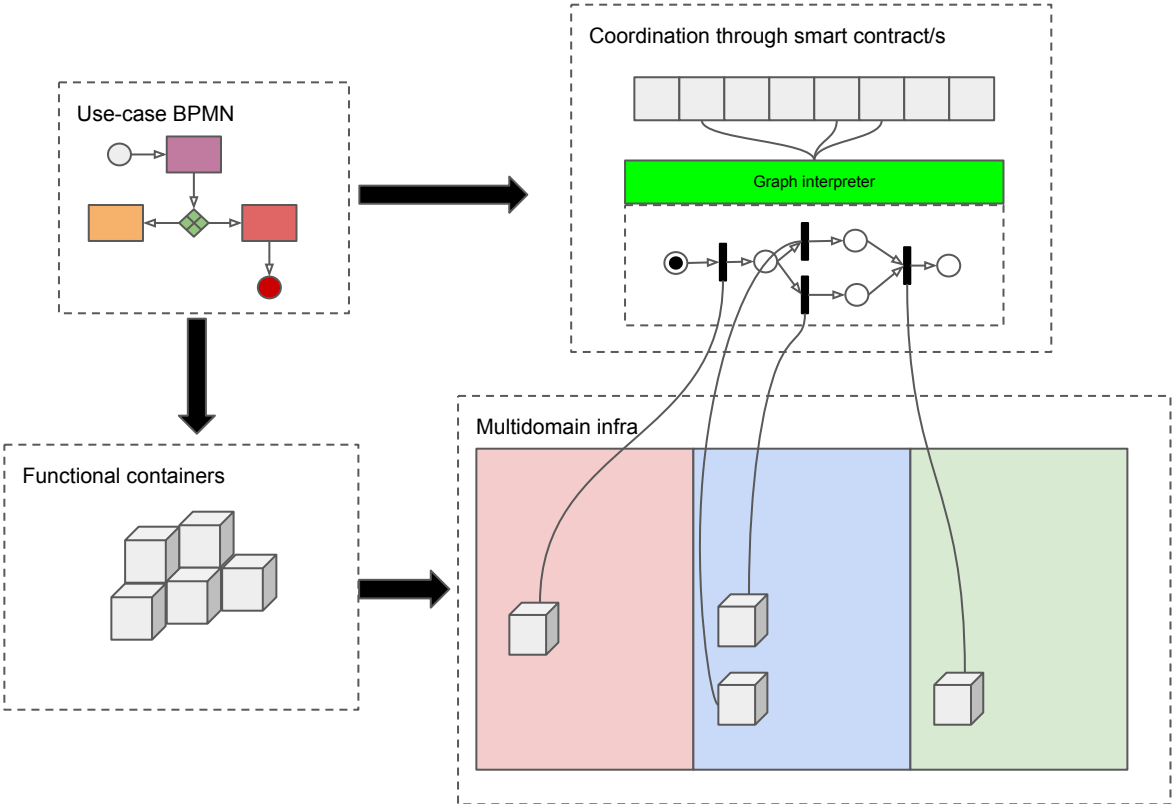 Coordination through smart contract/s
Use-case BPMN
Graph interpreter
Multidomain infra
Functional containers